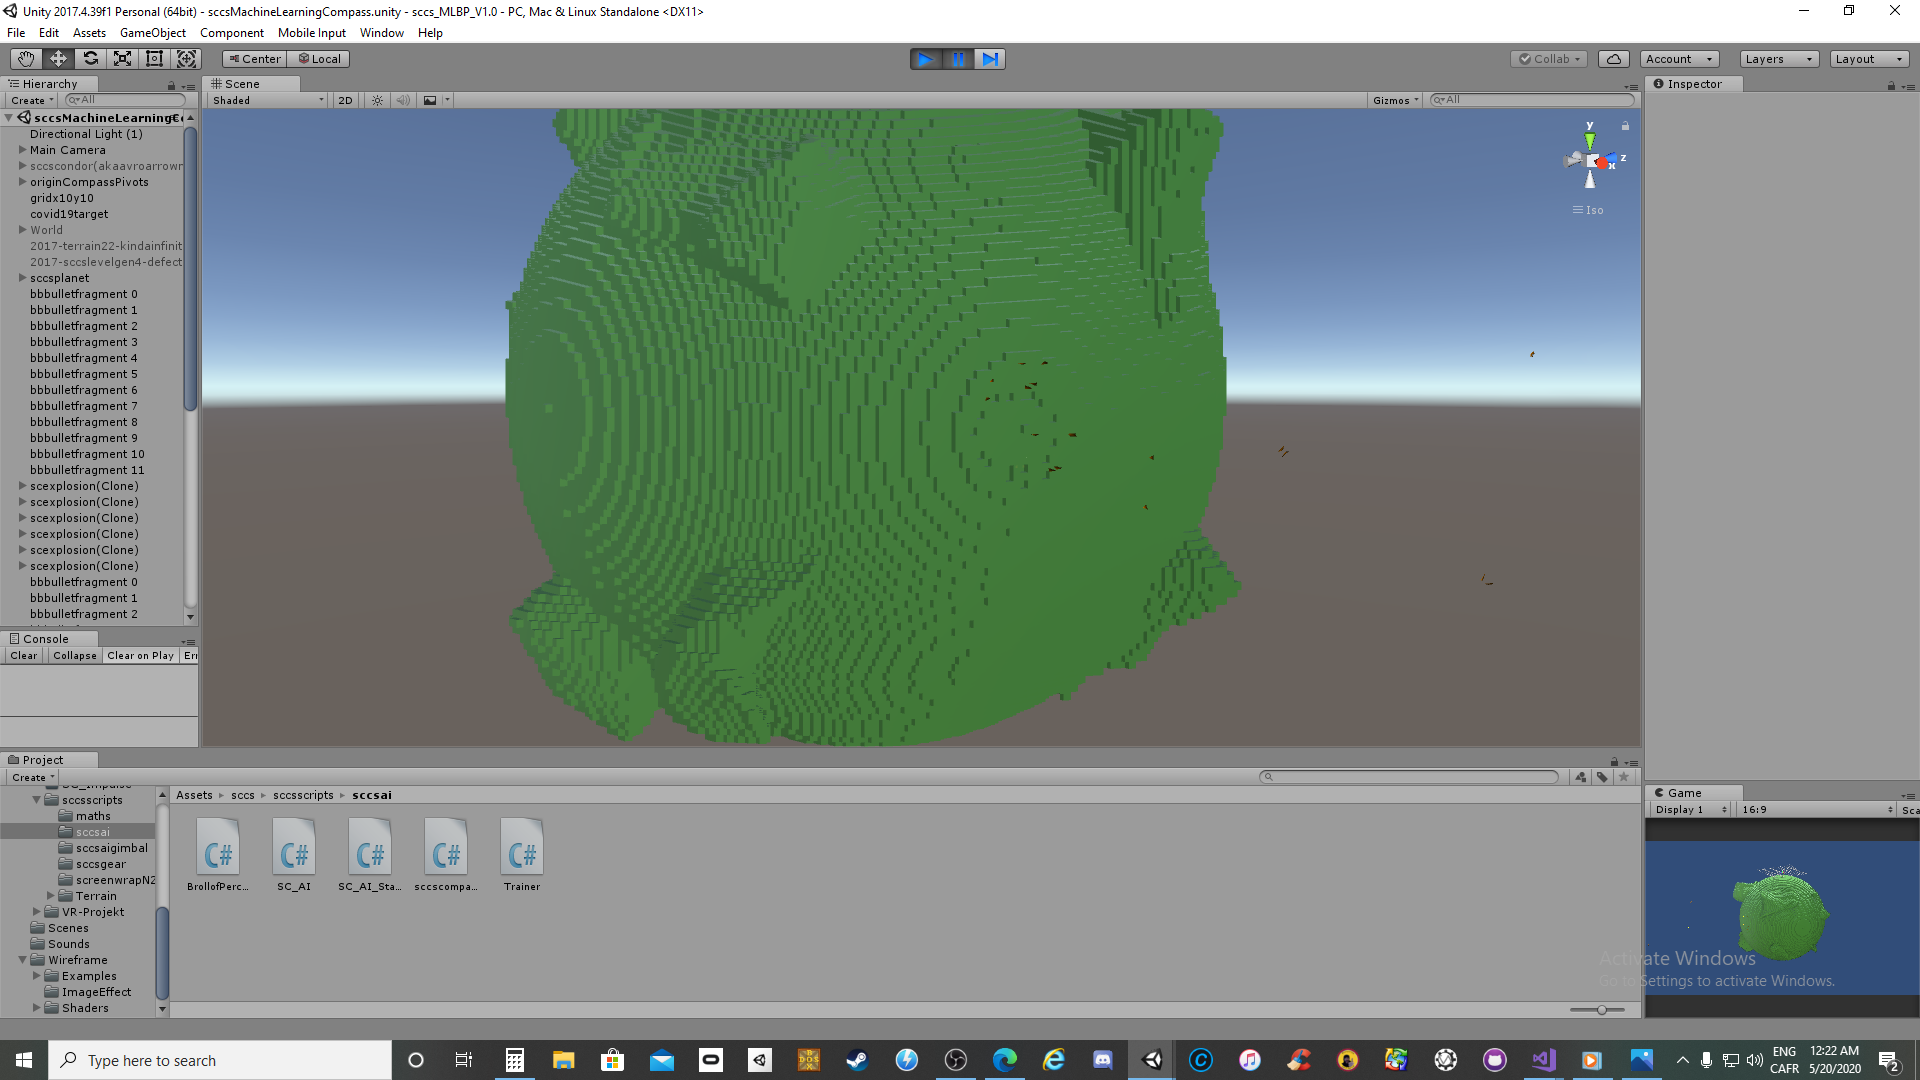 Unity 2017.4.39f1 Personal (64bit) - sccsMachineLearningCompass.unity - sccs_MLBP_V1.0 - PC, Mac & Linux Standalone <DX11>
File Edit Assets GameObject Component Mobile Input Window Help
Center Local Collab Account Layers Layout
Hierarchy
Create All
sccsMachineLearningC
Directional Light (1)
Main Camera
sccscondor(akaavroarrowr
originCompassPivots
gridx10y10
covid19target
World
2017-terrain22-kindainfinit
2017-sccslevelgen4-defect
sccsplanet
bbbulletfragment 0
bbbulletfragment 1
bbbulletfragment 2
bbbulletfragment 3
bbbulletfragment 4
bbbulletfragment 5
bbbulletfragment 6
bbbulletfragment 7
bbbulletfragment 8
bbbulletfragment 9
bbbulletfragment 10
bbbulletfragment 11
scexplosion(Clone)
scexplosion(Clone)
scexplosion(Clone)
scexplosion(Clone)
scexplosion(Clone)
scexplosion(Clone)
bbbulletfragment 0
bbbulletfragment 1
bbbulletfragment 2
Console
Clear Collapse Clear on Play Err
Scene
Shaded 2D Gizmos All
y
z
x
Iso
Inspector
Project
Create
sccsscripts
maths
sccsai
sccsaigimbal
sccsgear
screenwrapN2
Terrain
VR-Projekt
Scenes
Sounds
Wireframe
Examples
ImageEffect
Shaders
Assets sccs sccsscripts sccsai
C# C# C# C# C#
BrollofPerc... SC_AI SC_AI_Sta... sccscompa... Trainer
Game
Display 1 16:9 Sca
Activate Windows
Go to Settings to activate Windows.
Type here to search
ENG
CAFR
12:22 AM
5/20/2020
2